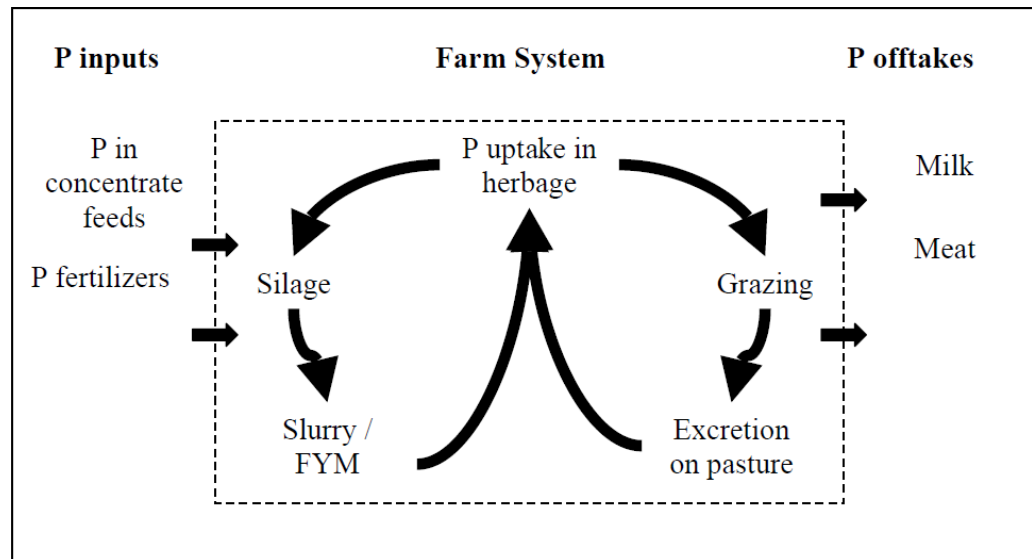 P inputs
Farm System
P offtakes
P in
concentrate
feeds
P fertilizers
P uptake in
herbage
Silage
Grazing
Slurry /
FYM
Excretion
on pasture
Milk
Meat